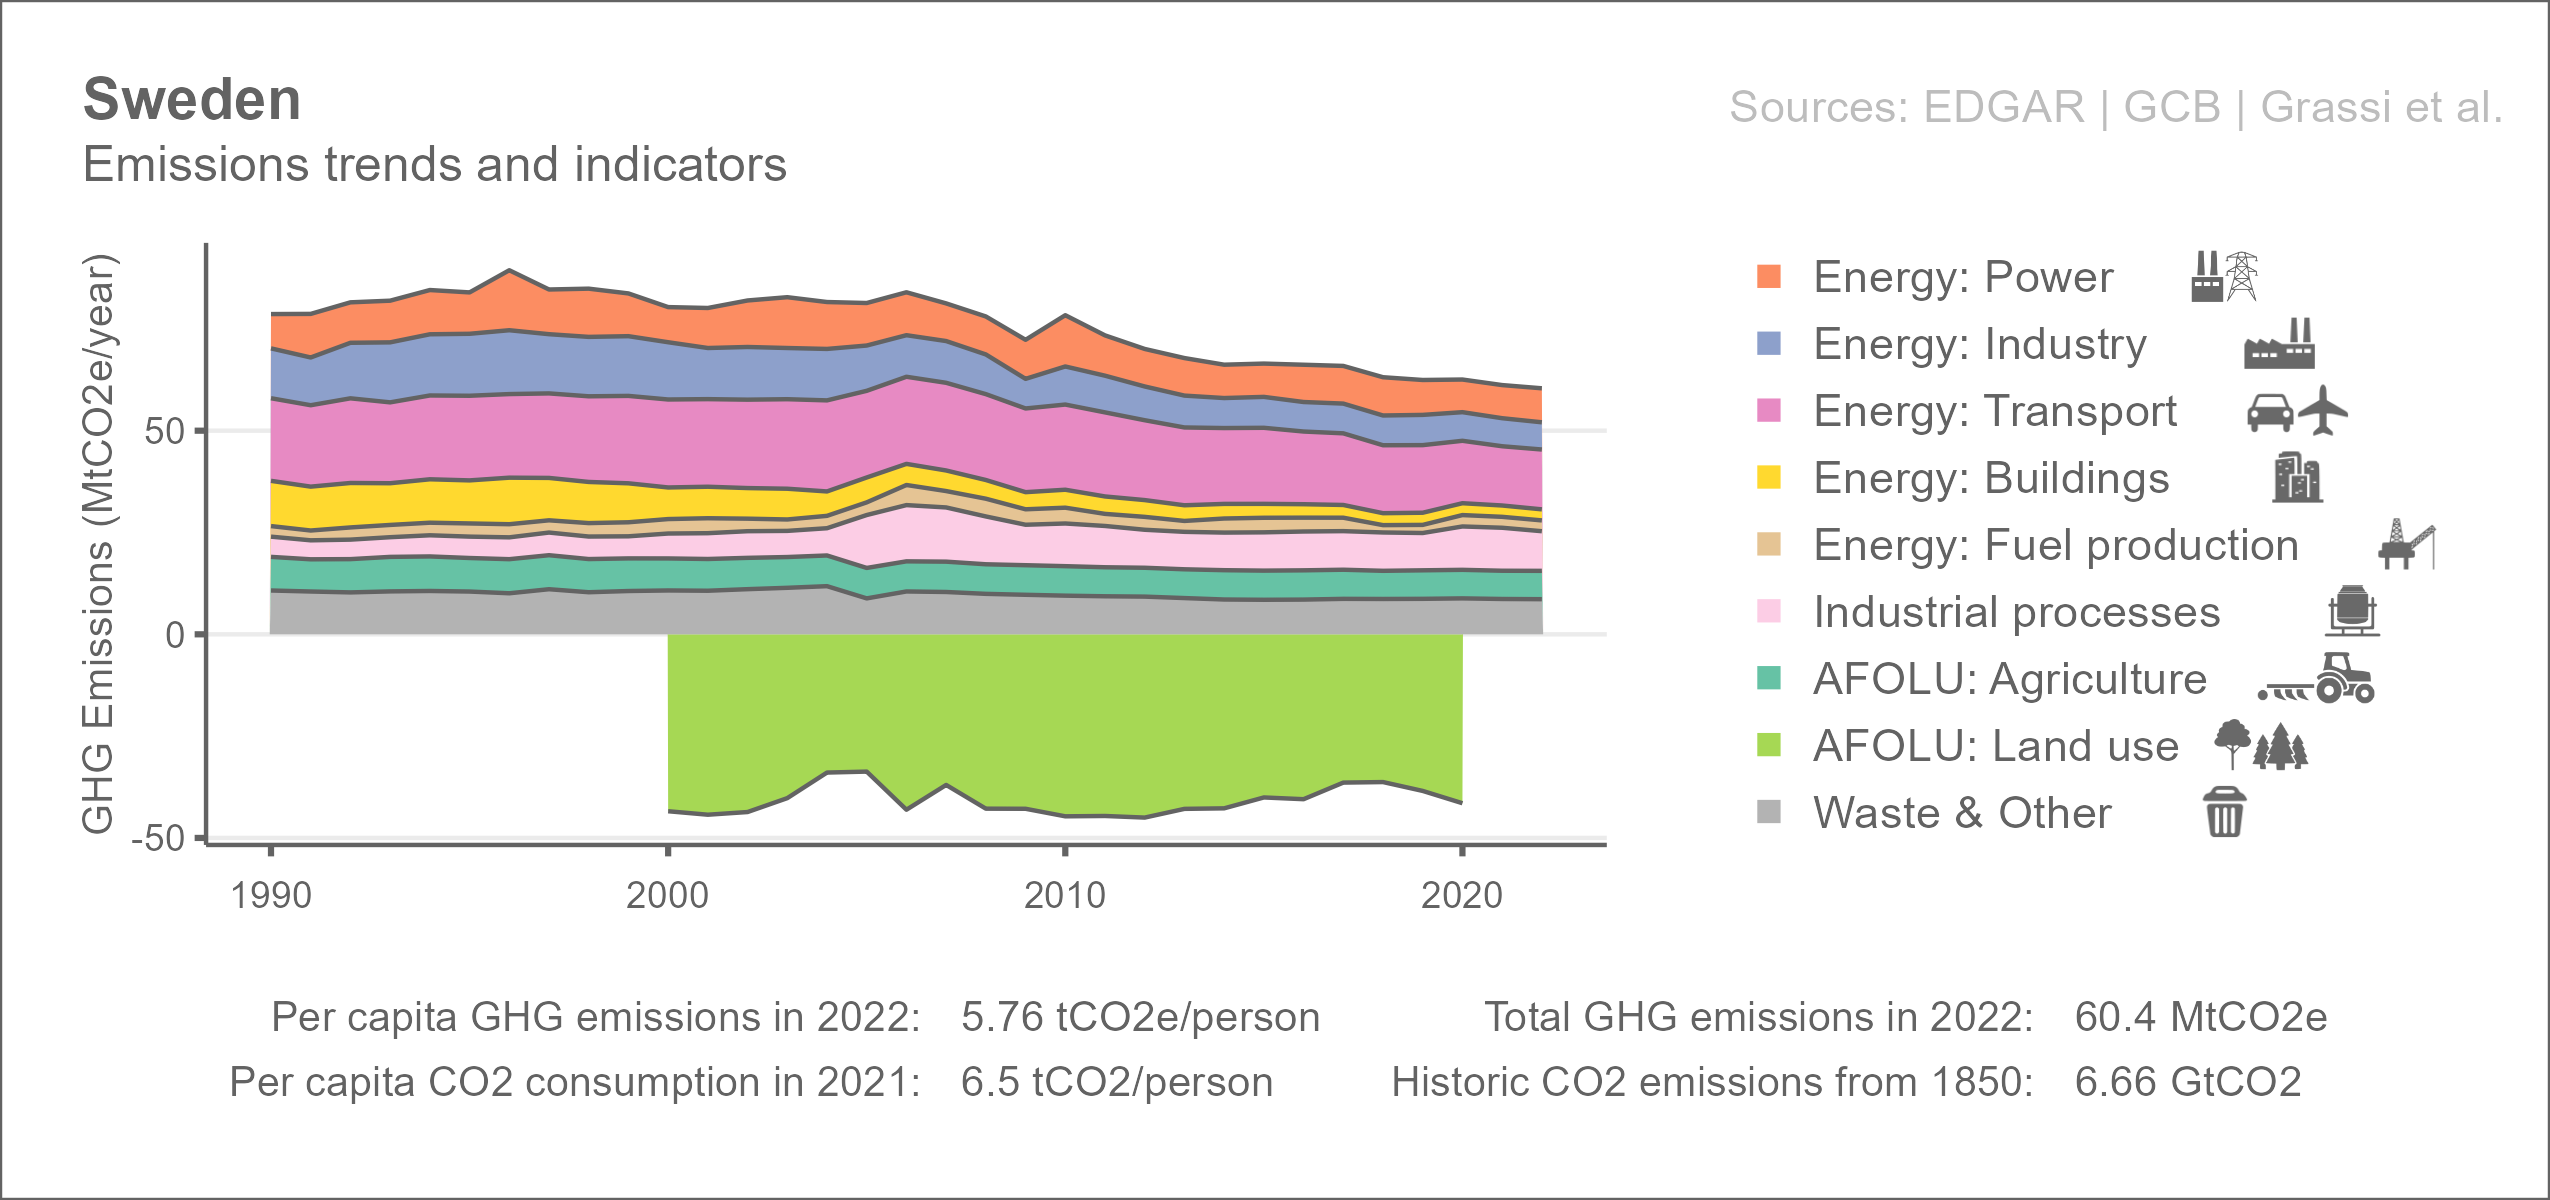 Sweden
Sources: EDGAR | GCB | Grassi et al.
Emissions trends and indicators
GHG Emissions (MtCO2e/year)
50
0
-50
1990
2000
2010
2020
Energy: Power
Energy: Industry
Energy: Transport
Energy: Buildings
Energy: Fuel production
Industrial processes
AFOLU: Agriculture
AFOLU: Land use
Waste & Other
Per capita GHG emissions in 2022: 5.76 tCO2e/person
Total GHG emissions in 2022: 60.4 MtCO2e
Per capita CO2 consumption in 2021: 6.5 tCO2/person
Historic CO2 emissions from 1850: 6.66 GtCO2